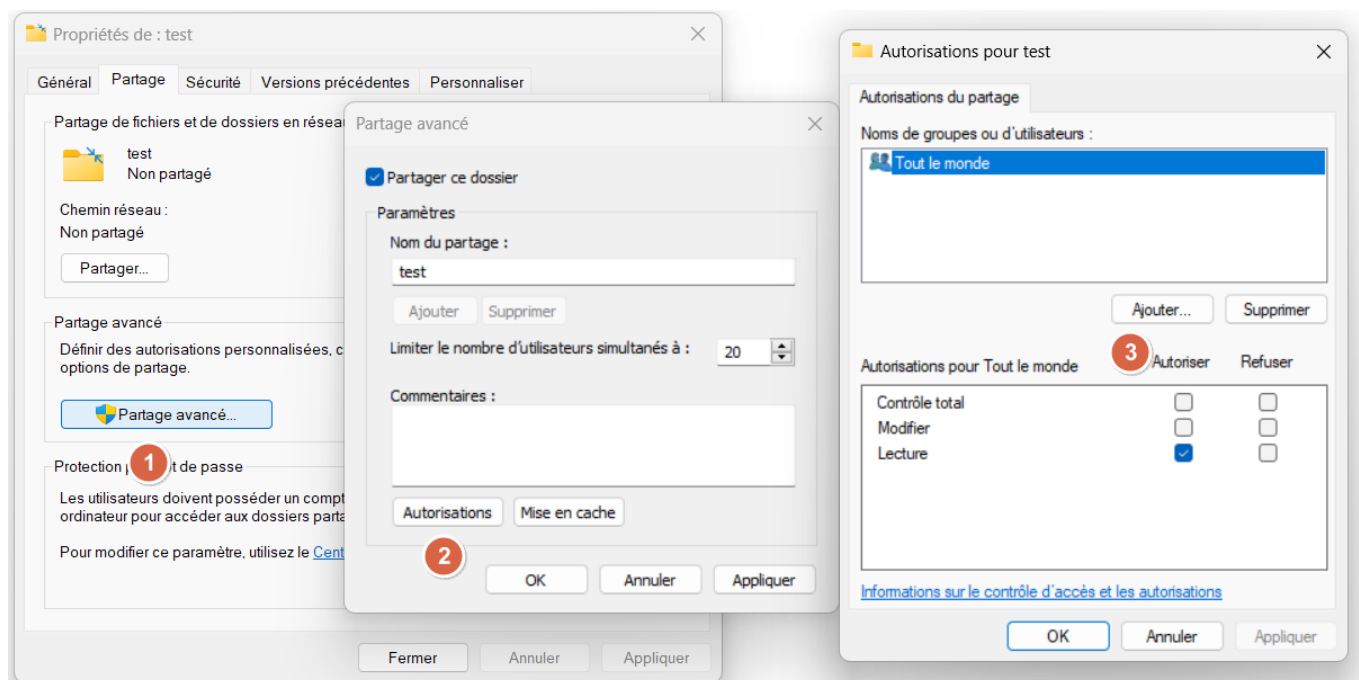 Propriétés de : test
Général Partage Sécurité Versions précédentes Personnaliser
Partage de fichiers et de dossiers en réseau
test
Non partagé
Chemin réseau :
Non partagé
Partager...
Partage avancé
Définir des autorisations personnalisées, c
options de partage.
Partage avancé...
1
Protection t de passe
Les utilisateurs doivent posséder un compt
ordinateur pour accéder aux dossiers parta
Pour modifier ce paramètre, utilisez le Cent
Fermer Annuler Appliquer
Partage avancé
Partager ce dossier
Paramètres
Nom du partage :
test
Ajouter Supprimer
Limiter le nombre d'utilisateurs simultanés à : 20
Commentaires :
Autorisations Mise en cache
2
OK Annuler Appliquer
Autorisations pour test
Autorisations du partage
Noms de groupes ou d'utilisateurs :
Tout le monde
Ajouter... Supprimer
3
Autorisations pour Tout le monde Autoriser Refuser
Contrôle total
Modifier
Lecture
Informations sur le contrôle d'accès et les autorisations
OK Annuler Appliquer